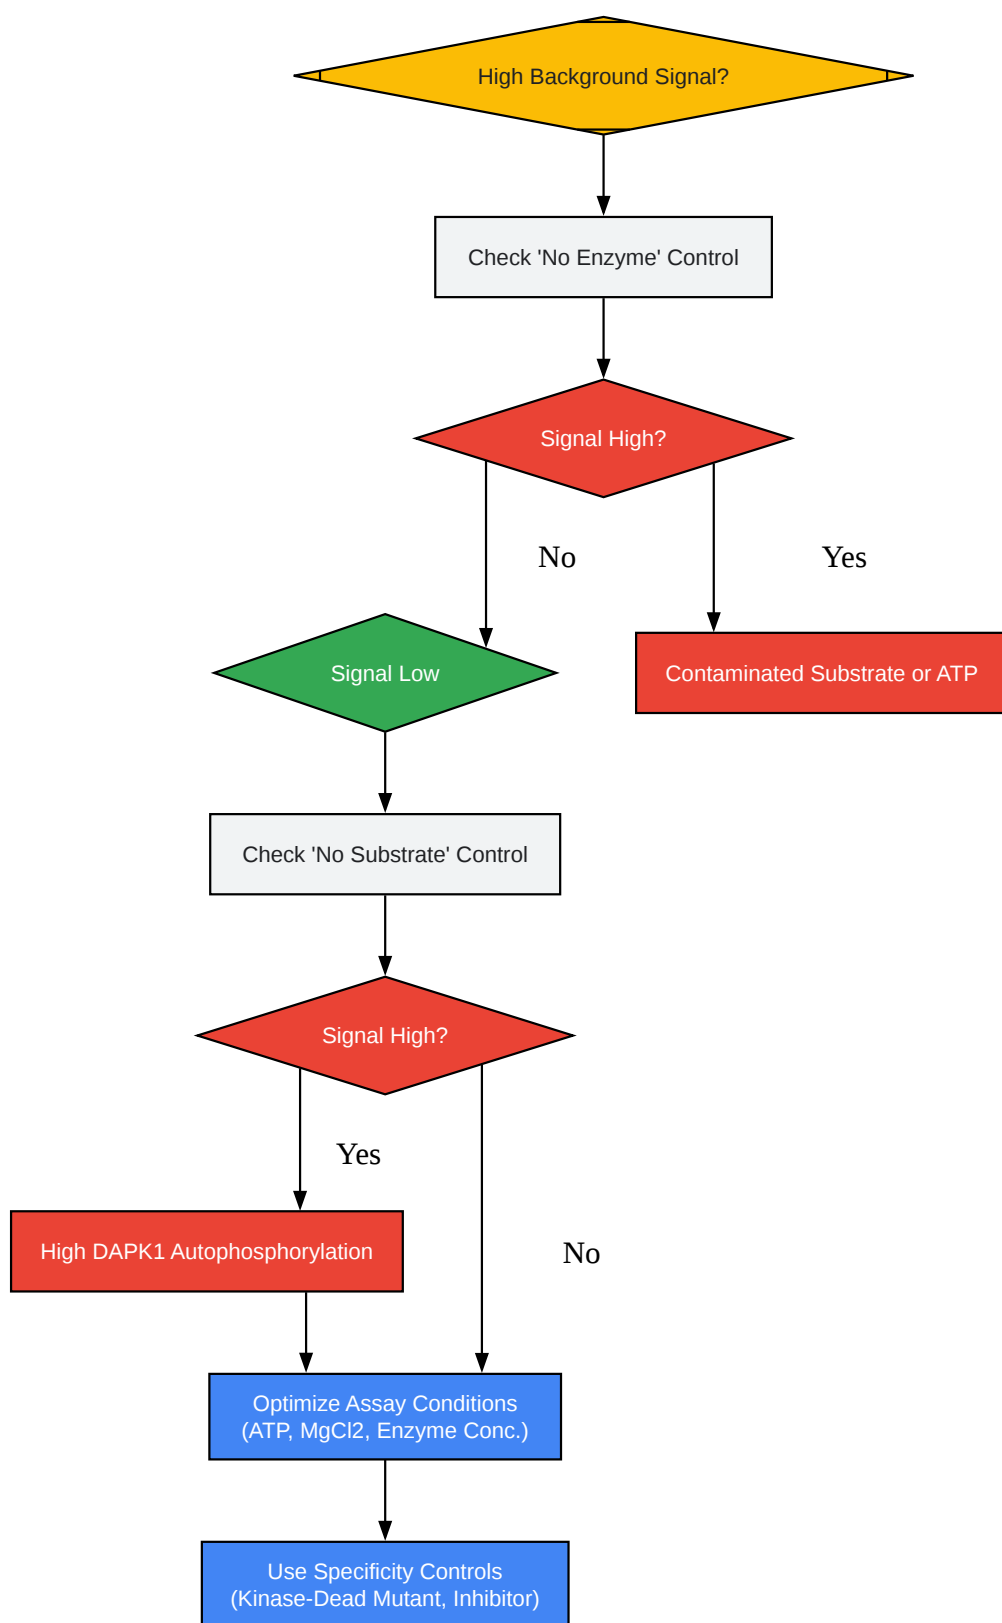 High Background Signal?
Check 'No Enzyme' Control
Signal High?
No
Yes
Signal Low
Contaminated Substrate or ATP
Check 'No Substrate' Control
Signal High?
Yes
High DAPK1 Autophosphorylation
No
Optimize Assay Conditions
(ATP, MgCl2, Enzyme Conc.)
Use Specificity Controls
(Kinase-Dead Mutant, Inhibitor)